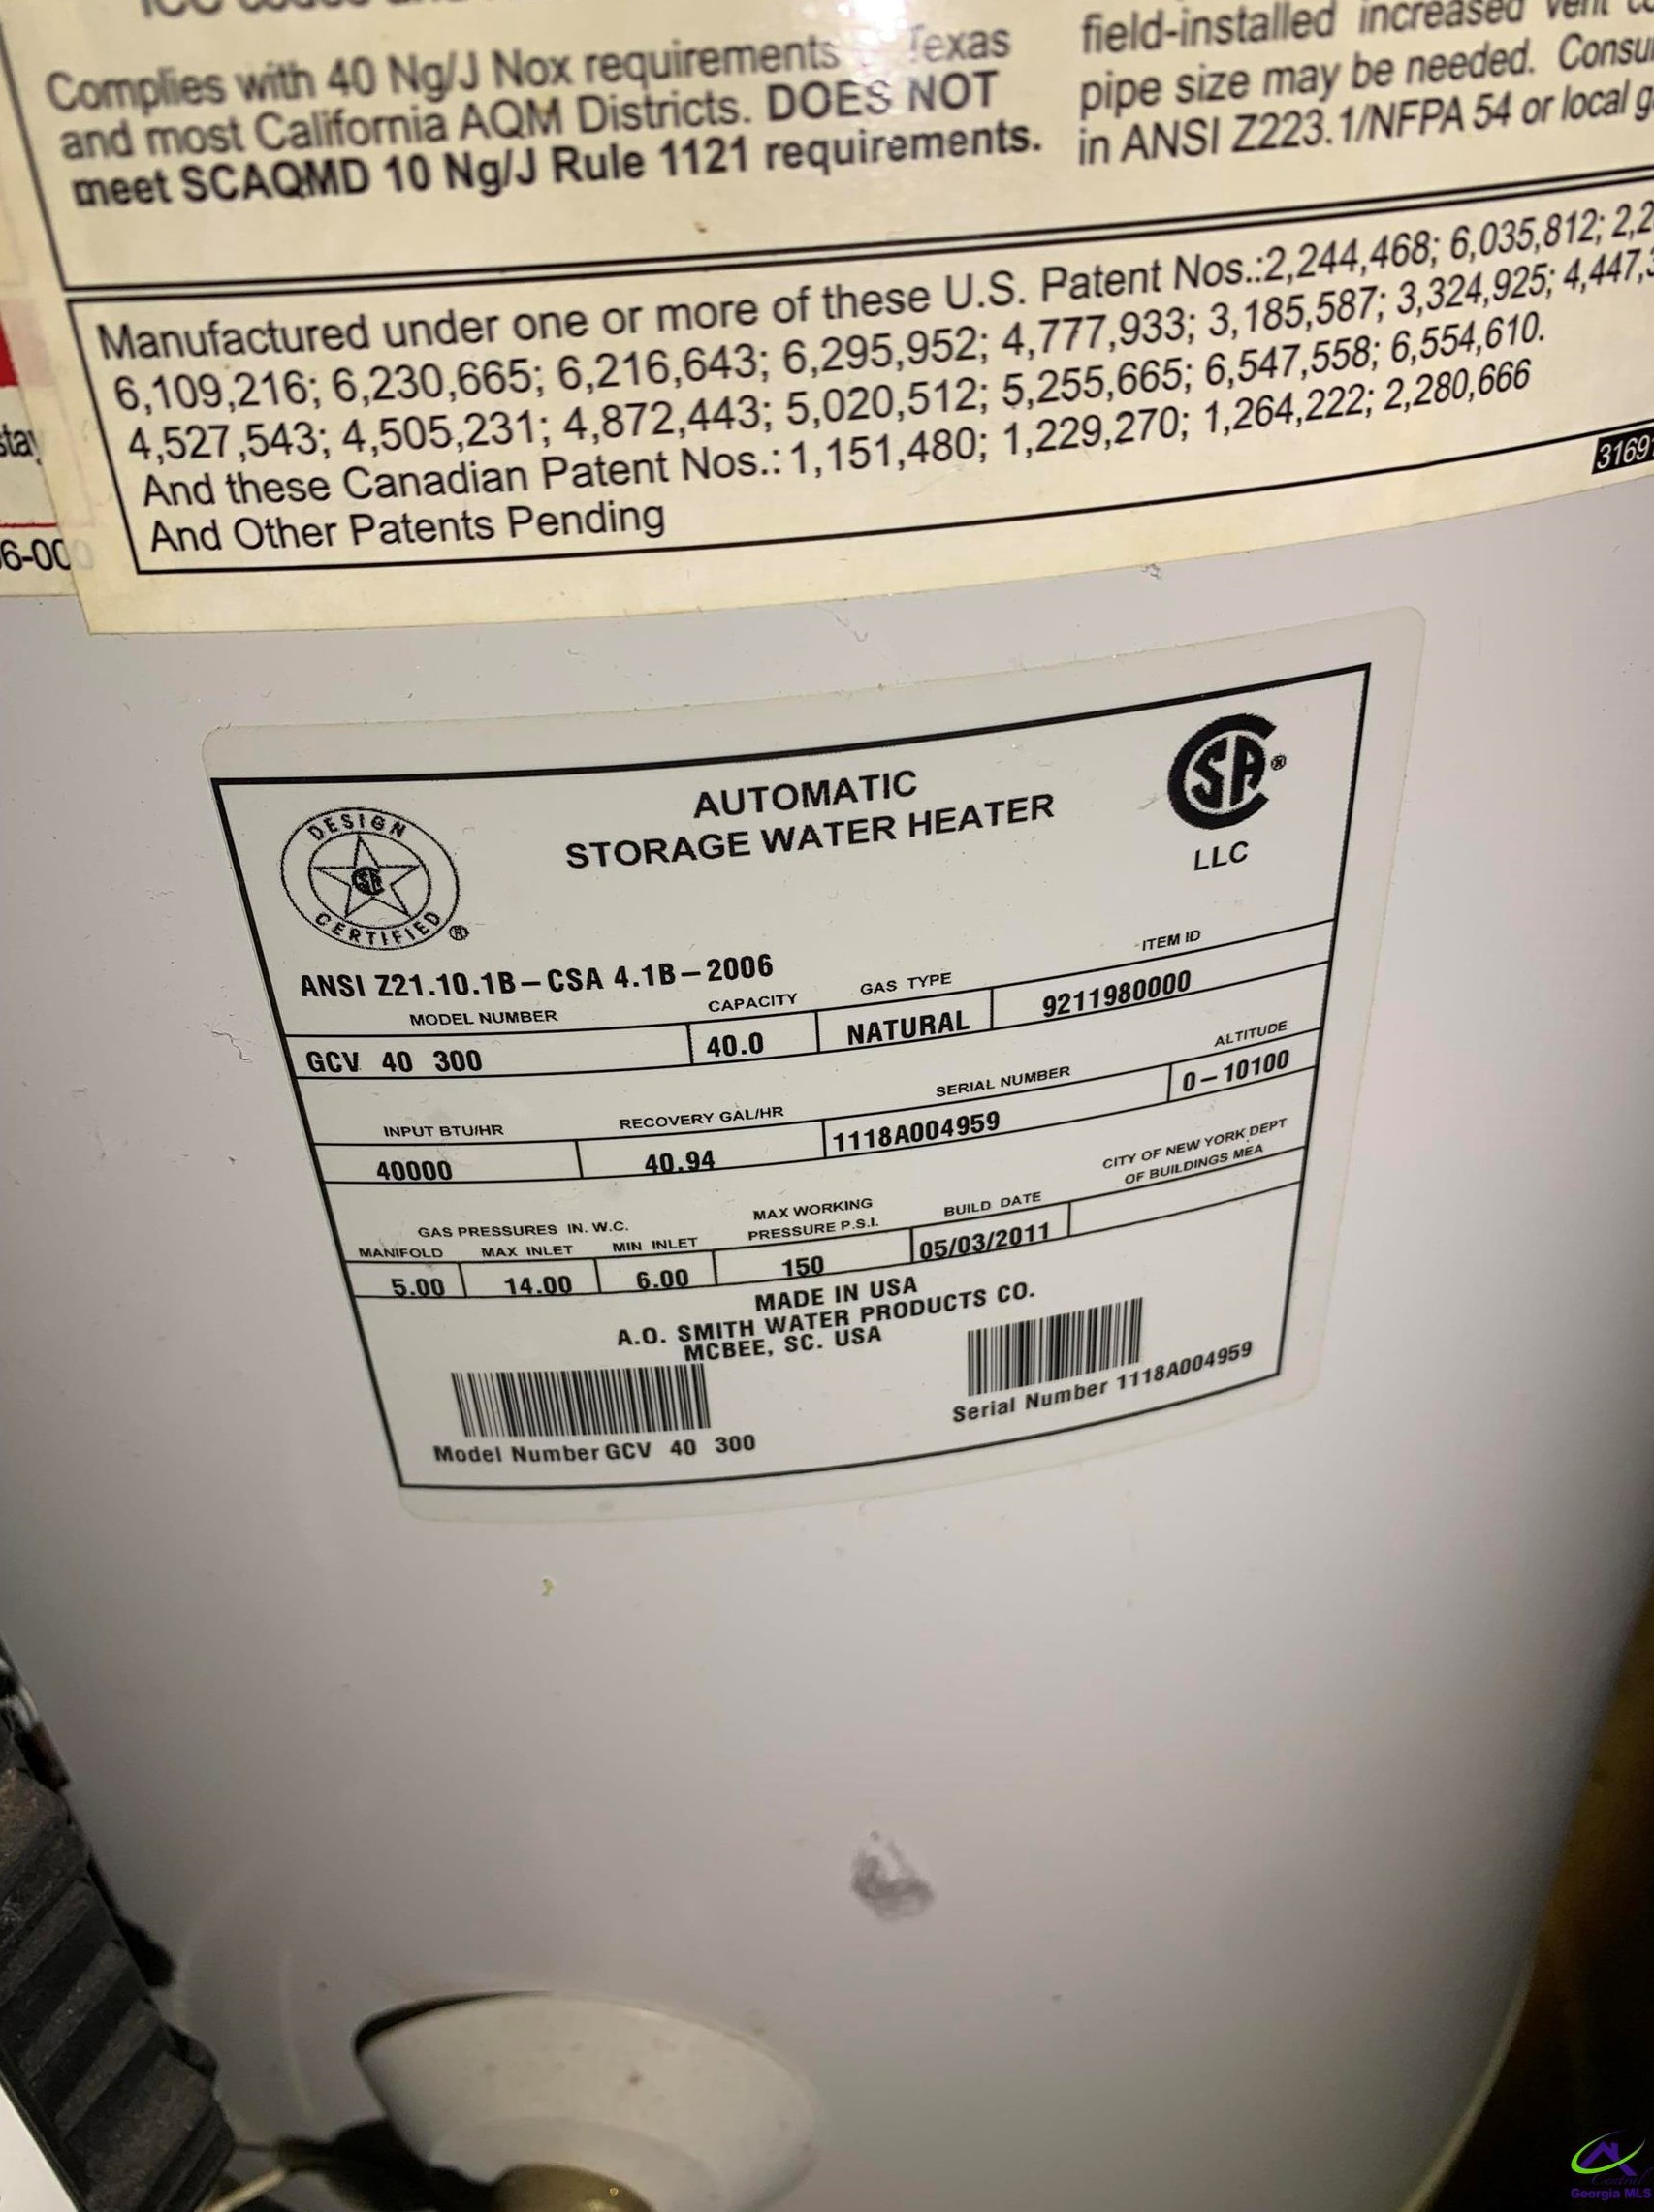 Complies with 40 Ng/J Nox requirements Texas
and most California AQM Districts. DOES NOT
meet SCAQMD 10 Ng/J Rule 1121 requirements.
field-installed increased vent
pipe size may be needed.
in ANSI Z223.1/NFPA 54 or local
Manufactured under one or more of these U.S. Patent Nos.:2,244,468; 6,035,812; 2,2
6,109,216; 6,230,665; 6,216,643; 6,295,952; 4,777,933; 3,185,587; 3,324,925; 4,447,
4,527,543; 4,505,231; 4,872,443; 5,020,512; 5,255,665; 6,547,558; 6,554,610.
And these Canadian Patent Nos.: 1,151,480; 1,229,270; 1,264,222; 2,280,666
And Other Patents Pending
3169
6-00
DESIGN
CERTIFIED ®
AUTOMATIC
STORAGE WATER HEATER
CSA ®
LLC
ANSI Z21.10.1B-CSA 4.1B-2006
MODEL NUMBER CAPACITY GAS TYPE ITEM ID
GCV 40 300 40.0 NATURAL 9211980000
INPUT BTU/HR RECOVERY GAL/HR SERIAL NUMBER ALTITUDE
40000 40.94 1118A004959 0-10100
GAS PRESSURES IN. W.C. MAX WORKING PRESSURE P.S.I. BUILD DATE CITY OF NEW YORK DEPT OF BUILDINGS MEA
MANIFOLD MAX INLET MIN INLET
5.00 14.00 6.00 150 05/03/2011
MADE IN USA
A.O. SMITH WATER PRODUCTS CO.
MCBEE, SC. USA
Model Number GCV 40 300
Serial Number 1118A004959
Central
Georgia MLS